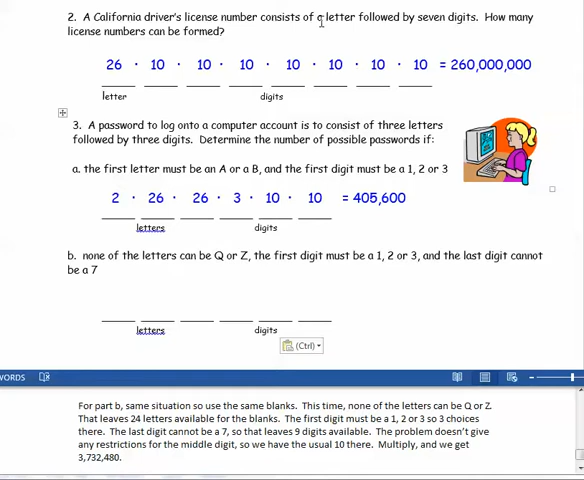 2. A California driver's license number consists of a letter followed by seven digits. How many
license numbers can be formed?
26 · 10 · 10 · 10 · 10 · 10 · 10 · 10 = 260,000,000
letter digits
3. A password to log onto a computer account is to consist of three letters
followed by three digits. Determine the number of possible passwords if:
a. the first letter must be an A or a B, and the first digit must be a 1, 2 or 3
2 · 26 · 26 · 3 · 10 · 10 = 405,600
letters digits
b. none of the letters can be Q or Z, the first digit must be a 1, 2 or 3, and the last digit cannot
be a 7
letters digits
(Ctrl)
WORDS
For part b, same situation so use the same blanks. This time, none of the letters can be Q or Z.
That leaves 24 letters available for the blanks. The first digit must be a 1, 2 or 3 so 3 choices
there. The last digit cannot be a 7, so that leaves 9 digits available. The problem doesn't give
any restrictions for the middle digit, so we have the usual 10 there. Multiply, and we get
3,732,480.